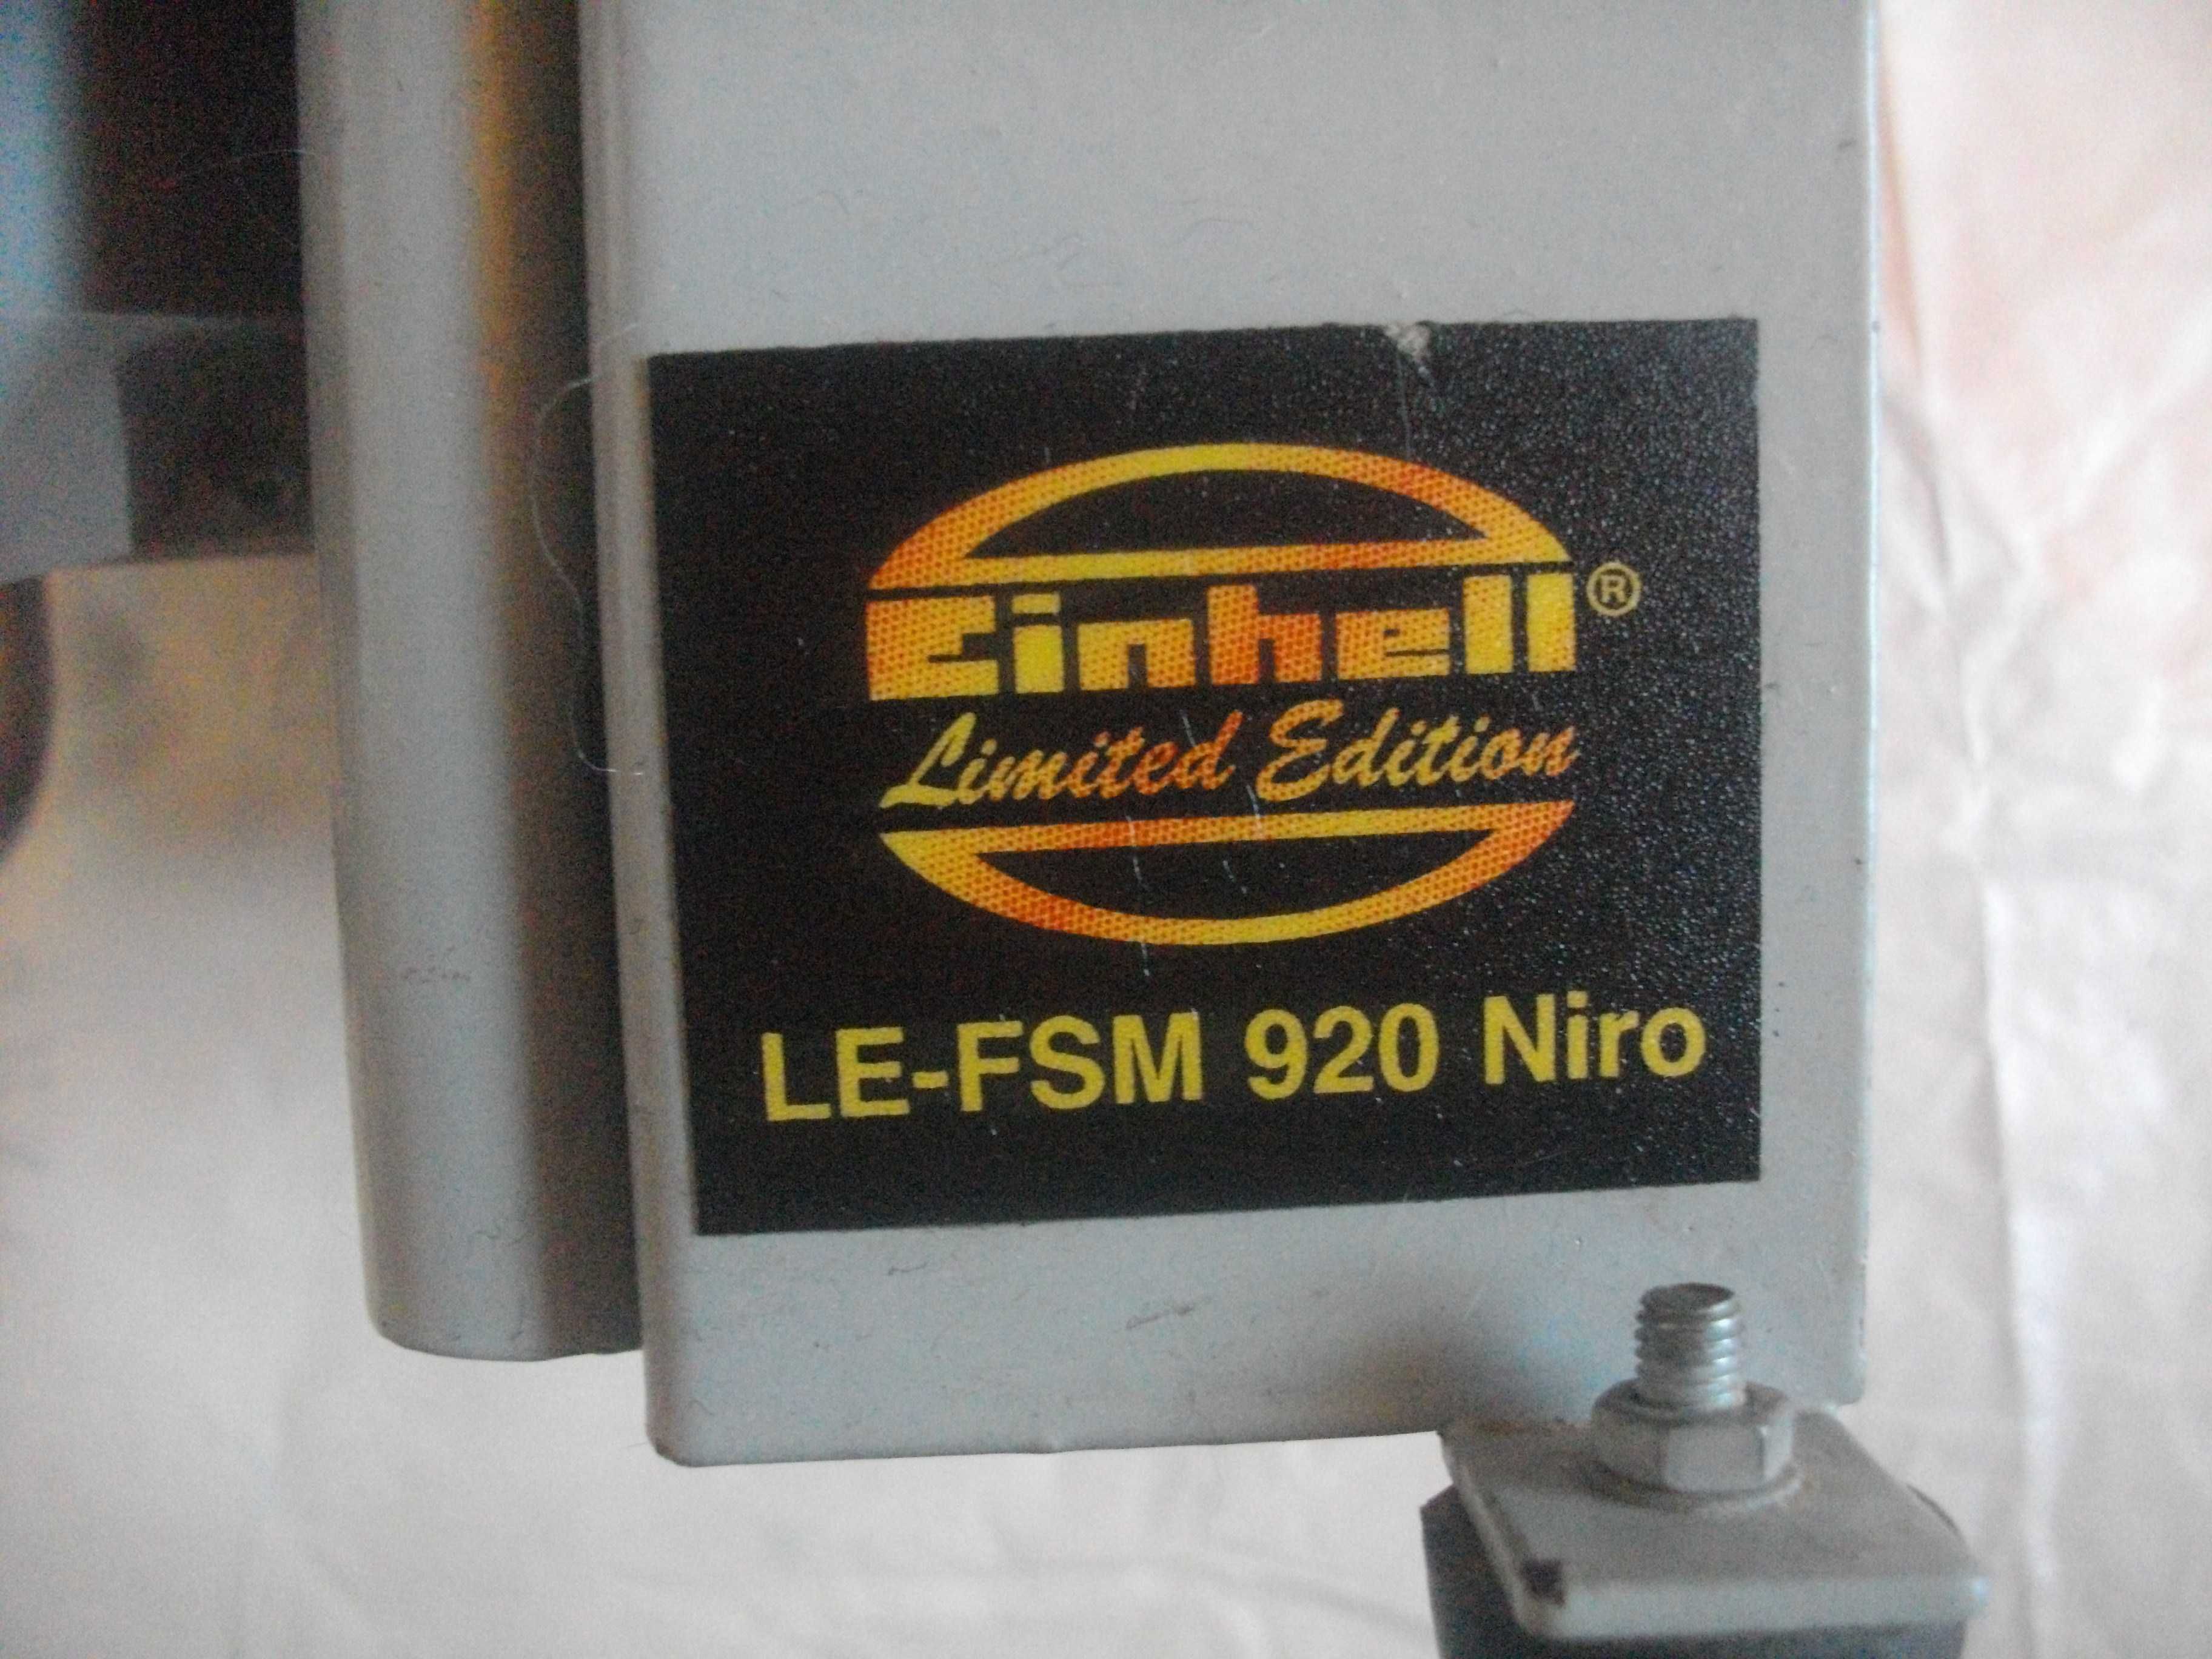 Einhell®
Limited Edition
LE-FSM 920 Niro